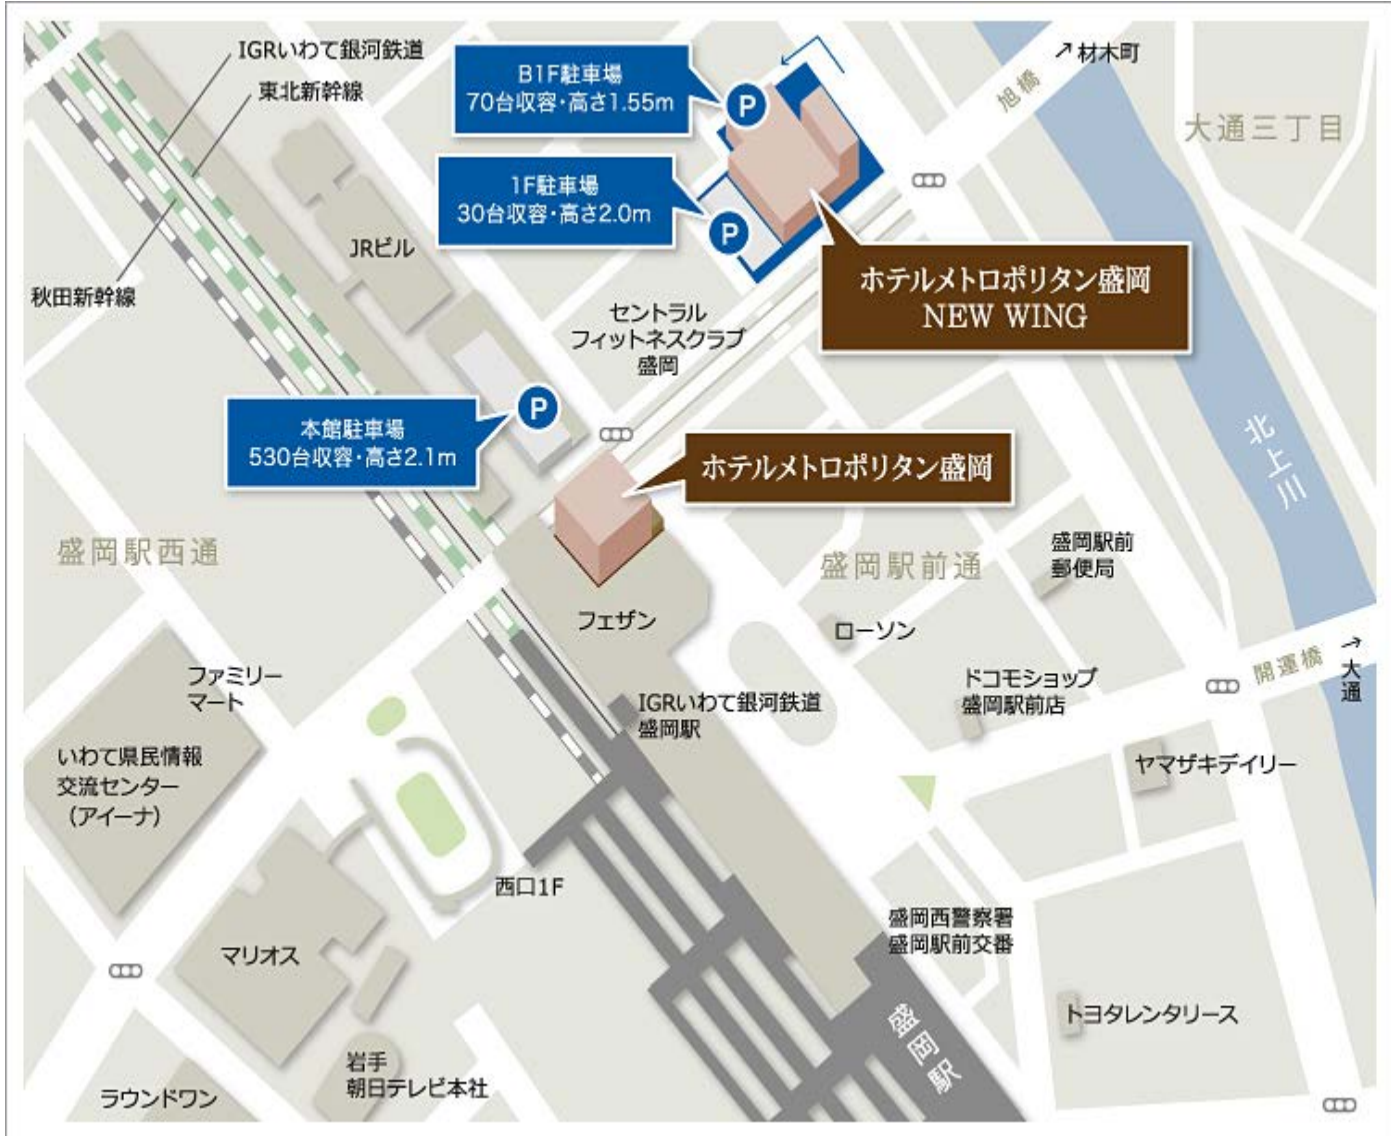 IGRいわて銀河鉄道
東北新幹線
秋田新幹線
B1F駐車場
70台収容・高さ1.55m
P
1F駐車場
30台収容・高さ2.0m
P
↗材木町
旭橋
大通三丁目
JRビル
ホテルメトロポリタン盛岡
NEW WING
セントラル
フィットネスクラブ
盛岡
本館駐車場
530台収容・高さ2.1m
P
ホテルメトロポリタン盛岡
北上川
盛岡駅西通
盛岡駅前通
盛岡駅前
郵便局
フェザン
ローソン
ファミリー
マート
IGRいわて銀河鉄道
盛岡駅
ドコモショップ
盛岡駅前店
開運橋
→大通
いわて県民情報
交流センター
（アイーナ）
ヤマザキデイリー
西口1F
マリオス
盛岡西警察署
盛岡駅前交番
トヨタレンタリース
盛岡駅
岩手
朝日テレビ本社
ラウンドワン